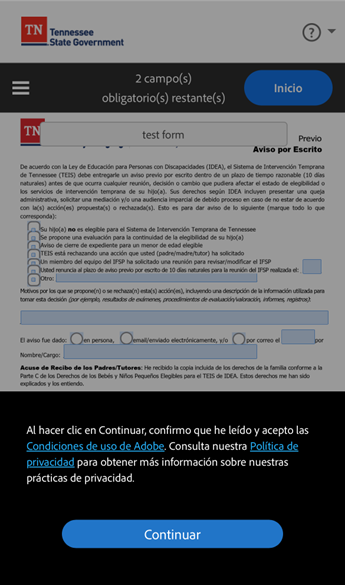 TN Tennessee
State Government
2 campo(s)
obligatorio(s) restante(s)
Inicio
TN
test form
Previo
Aviso por Escrito
De acuerdo con la Ley de Educación para Personas con Discapacidades (IDEA), el Sistema de Intervención Temprana
de Tennessee (TEIS) debe entregarle un aviso previo por escrito dentro de un plazo de tiempo razonable (10 días
naturales) antes de que ocurra cualquier reunión, decisión o cambio que pudiera afectar el estado de elegibilidad o
los servicios de intervención temprana de su hijo(a). Sus derechos según IDEA incluyen presentar una queja
administrativa, solicitar una mediación y/o una audiencia imparcial de debido proceso en caso de no estar de acuerdo
con la(s) acción(es) propuesta(s) o rechazada(s). Esto es para dar aviso de lo siguiente (marque todo lo que
corresponda):
Su hijo(a) no es elegible para el Sistema de Intervención Temprana de Tennessee
Se propone una evaluación para la continuidad de la elegibilidad de su hijo(a)
Aviso de cierre de expediente para un menor de edad elegible
TEIS está rechazando una acción que usted (padre/madre/tutor) ha solicitado
Un miembro del equipo del IFSP ha solicitado una reunión para revisar/modificar el IFSP
Usted renuncia al plazo de aviso previo por escrito de 10 días naturales para la reunión del IFSP realizada el:
Otro:
Motivos por los que se propone(n) o se rechaza(n) esta(s) acción(es), incluyendo una descripción de la información utilizada para
tomar esta decisión (por ejemplo, resultados de exámenes, procedimientos de evaluación/valoración, informes, registros):
El aviso fue dado: en persona, email/enviado electrónicamente, y/o por correo el por
Nombre/Cargo:
Acuse de Recibo de los Padres/Tutores: He recibido la copia incluida de los derechos de la familia conforme a la
Parte C de los Derechos de los Bebés y Niños Pequeños Elegibles para el TEIS de IDEA. Estos derechos me han sido
explicados y los entiendo.
Al hacer clic en Continuar, confirmo que he leído y acepto las
Condiciones de uso de Adobe. Consulta nuestra Política de
privacidad para obtener más información sobre nuestras
prácticas de privacidad.
Continuar